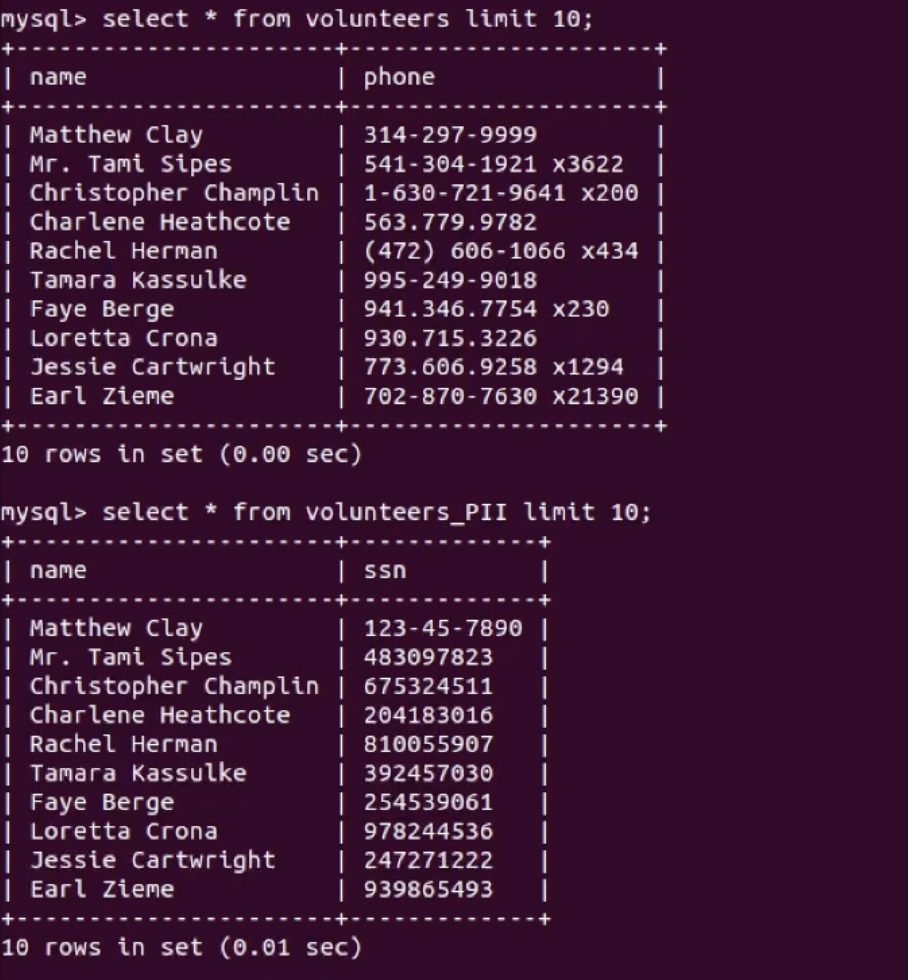 mysql> select * from volunteers limit 10;
+----------------------+----------------------+
| name                 | phone                |
+----------------------+----------------------+
| Matthew Clay         | 314-297-9999         |
| Mr. Tami Sipes       | 541-304-1921 x3622   |
| Christopher Champlin | 1-630-721-9641 x200  |
| Charlene Heathcote   | 563.779.9782         |
| Rachel Herman        | (472) 606-1066 x434  |
| Tamara Kassulke      | 995-249-9018         |
| Faye Berge           | 941.346.7754 x230    |
| Loretta Crona        | 930.715.3226         |
| Jessie Cartwright    | 773.606.9258 x1294   |
| Earl Zieme           | 702-870-7630 x21390  |
+----------------------+----------------------+
10 rows in set (0.00 sec)

mysql> select * from volunteers_PII limit 10;
+----------------------+-------------+
| name                 | ssn         |
+----------------------+-------------+
| Matthew Clay         | 123-45-7890 |
| Mr. Tami Sipes       | 483097823   |
| Christopher Champlin | 675324511   |
| Charlene Heathcote   | 204183016   |
| Rachel Herman        | 810055907   |
| Tamara Kassulke      | 392457030   |
| Faye Berge           | 254539061   |
| Loretta Crona        | 978244536   |
| Jessie Cartwright    | 247271222   |
| Earl Zieme           | 939865493   |
+----------------------+-------------+
10 rows in set (0.01 sec)